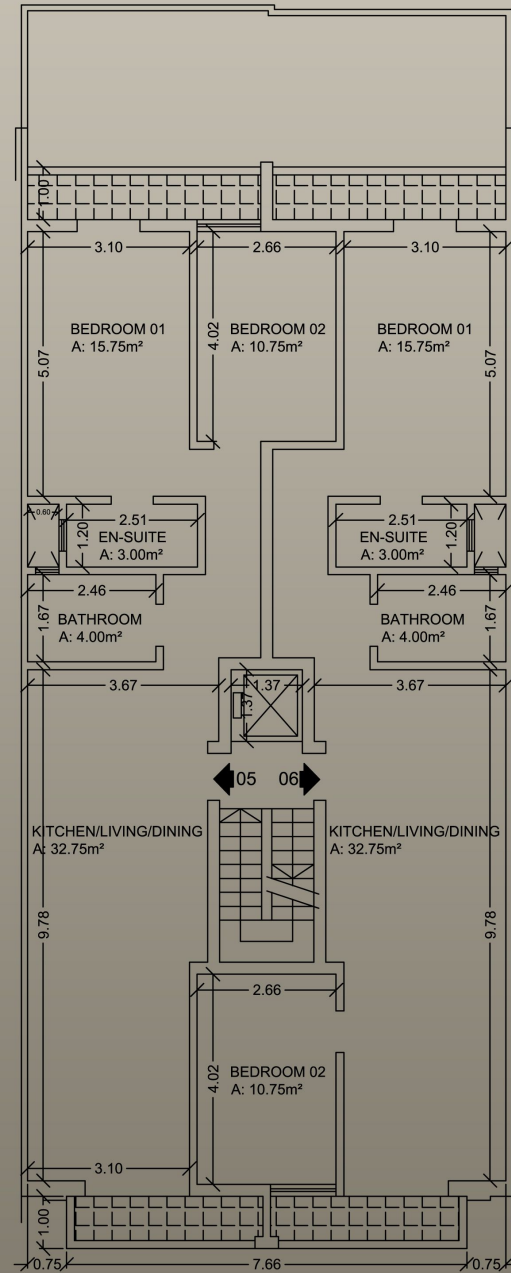 1.00
3.10
2.66
3.10
BEDROOM 01
A: 15.75m²
BEDROOM 02
A: 10.75m²
BEDROOM 01
A: 15.75m²
5.07
4.02
5.07
0.60
1.20
2.51
EN-SUITE
A: 3.00m²
2.51
EN-SUITE
A: 3.00m²
1.20
2.46
BATHROOM
A: 4.00m²
1.67
2.46
BATHROOM
A: 4.00m²
1.67
3.67
1.37
1.37
3.67
05
06
KITCHEN/LIVING/DINING
A: 32.75m²
KITCHEN/LIVING/DINING
A: 32.75m²
9.78
9.78
2.66
4.02
BEDROOM 02
A: 10.75m²
3.10
1.00
0.75
7.66
0.75